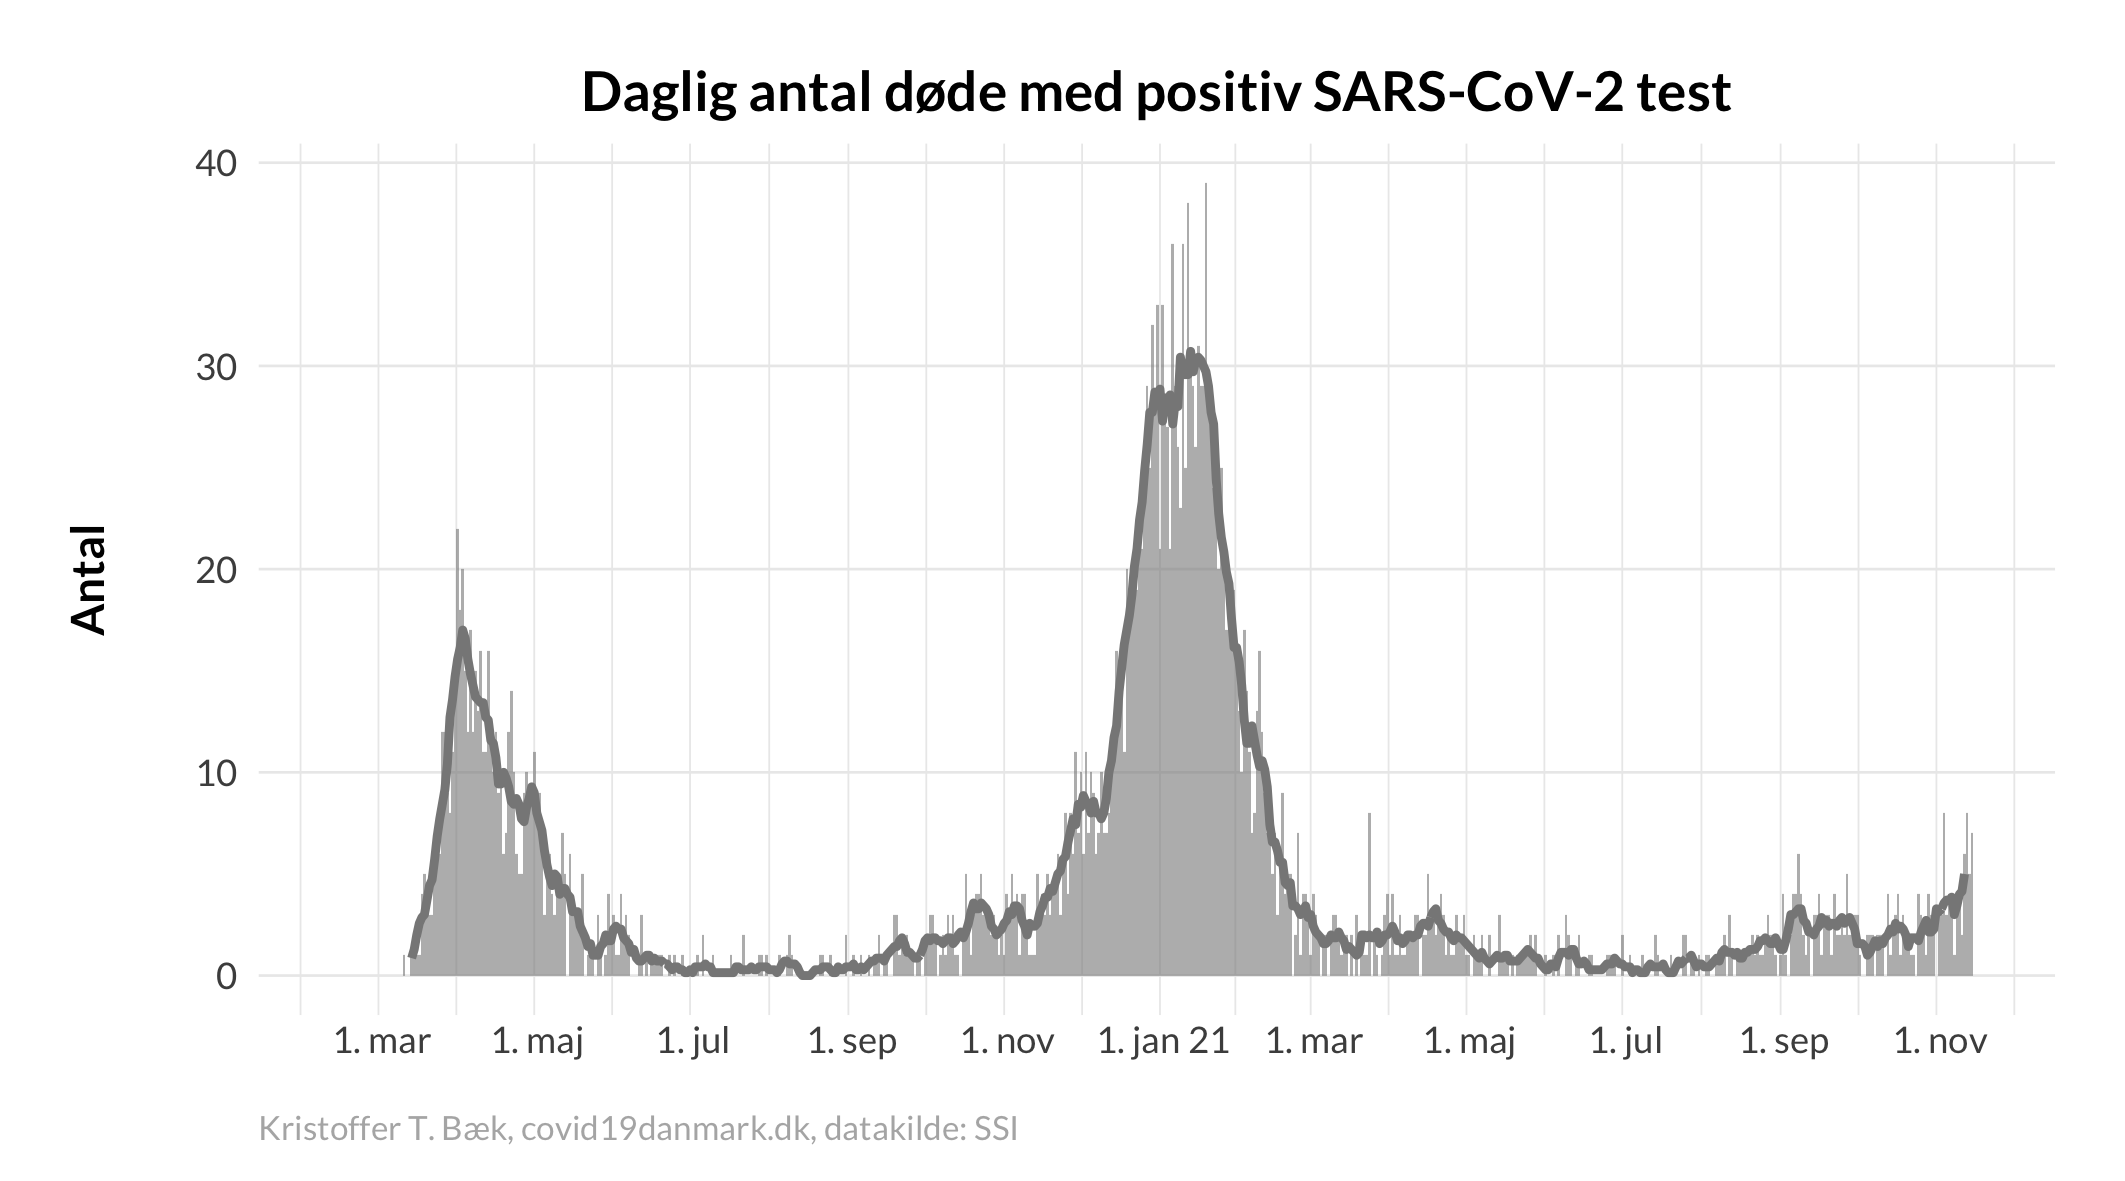 Daglig antal døde med positiv SARS-CoV-2 test
Antal
40
30
20
10
0
1. mar 1. maj 1. jul 1. sep 1. nov 1. jan 21 1. mar 1. maj 1. jul 1. sep 1. nov
Kristoffer T. Bæk, covid19danmark.dk, datakilde: SSI